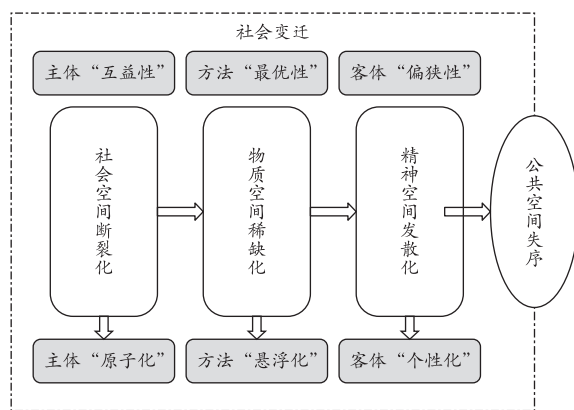 社会变迁
主体“互益性”
方法“最优性”
客体“偏狭性”
社会空间断裂化
物质空间稀缺化
精神空间发散化
公共空间失序
主体“原子化”
方法“悬浮化”
客体“个性化”